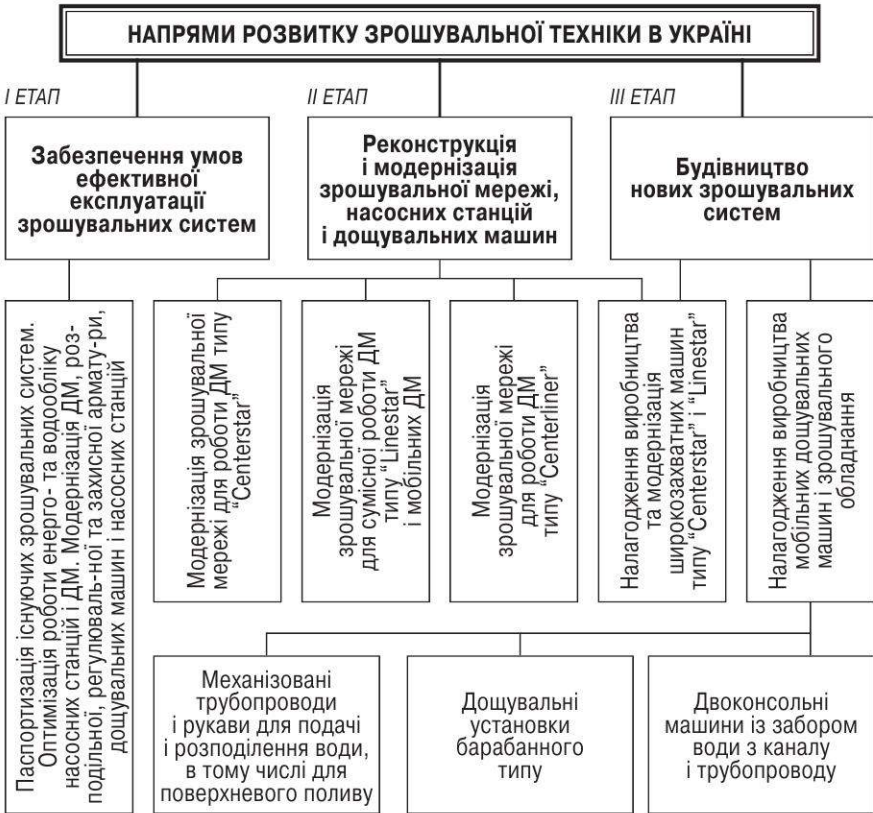 НАПРЯМИ РОЗВИТКУ ЗРОШУВАЛЬНОЇ ТЕХНІКИ В УКРАЇНІ
І ЕТАП
Забезпечення умов
ефективної
експлуатації
зрошувальних систем
ІІ ЕТАП
Реконструкція
і модернізація
зрошувальної мережі,
насосних станцій
і дощувальних машин
ІІІ ЕТАП
Будівництво
нових зрошувальних
систем
Паспортизація існуючих зрошувальних систем.
Оптимізація роботи енерго- та водообліку
насосних станцій і ДМ. Модернізація ДМ, роз-
подільної, регулюваль-ної та захисної армату-ри,
дощувальних машин і насосних станцій
Модернізація зрошувальної
мережі для роботи ДМ типу
“Centerstar”
Модернізація
зрошувальної мережі
для сумісної роботи ДМ
типу “Linestar”
і мобільних ДМ
Модернізація
зрошувальної мережі
для роботи ДМ
типу “Centerliner”
Налагодження виробництва
та модернізація
широкозахватних машин
типу “Centerstar” і “Linestar”
Налагодження виробництва
мобільних дощувальних
машин і зрошувального
обладнання
Механізовані
трубопроводи
і рукави для подачі
і розподілення води,
в тому числі для
поверхневого поливу
Дощувальні
установки
барабанного
типу
Двоконсольні
машини із забором
води з каналу
і трубопроводу